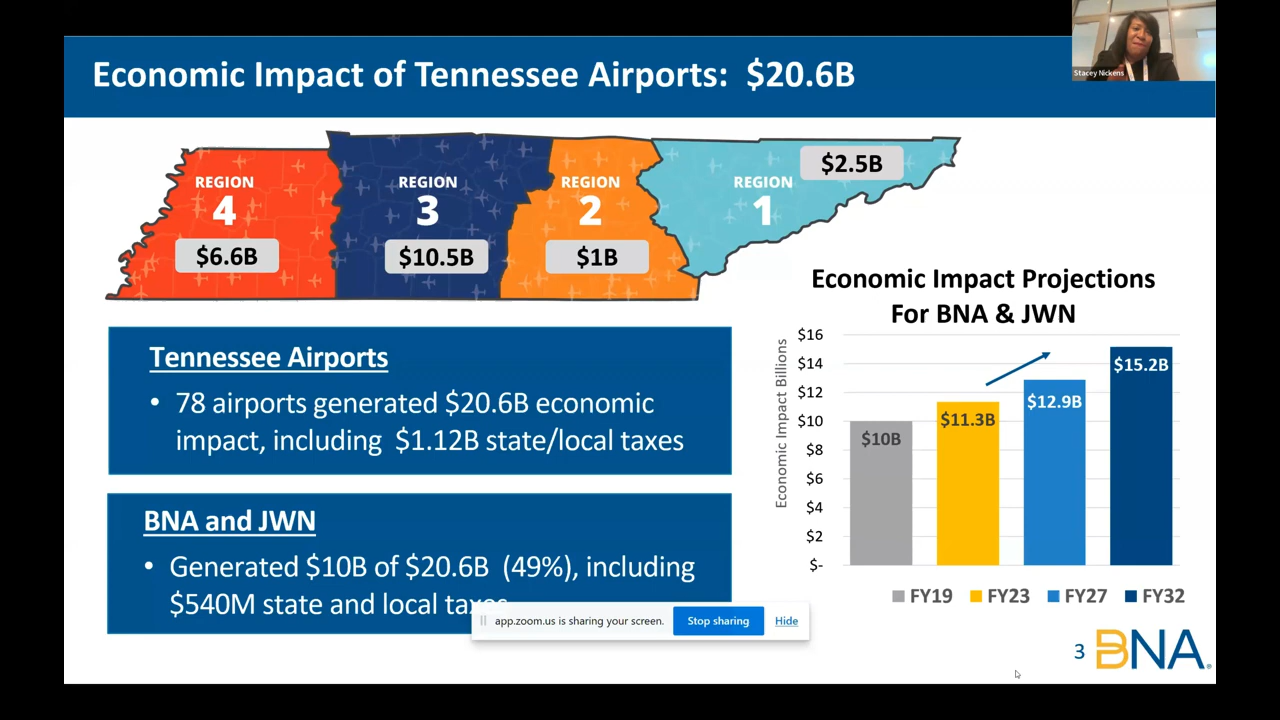 Stacey Nickens
Economic Impact of Tennessee Airports: $20.6B
REGION
4
$6.6B
REGION
3
$10.5B
REGION
2
$1B
REGION
1
$2.5B
Tennessee Airports
• 78 airports generated $20.6B economic
impact, including $1.12B state/local taxes
BNA and JWN
• Generated $10B of $20.6B (49%), including
$540M state and local taxes
Economic Impact Projections
For BNA & JWN
Economic Impact Billions
$16
$14
$12
$10
$8
$6
$4
$2
$-
$10B
$11.3B
$12.9B
$15.2B
FY19 FY23 FY27 FY32
app.zoom.us is sharing your screen. Stop sharing Hide
3 BNA